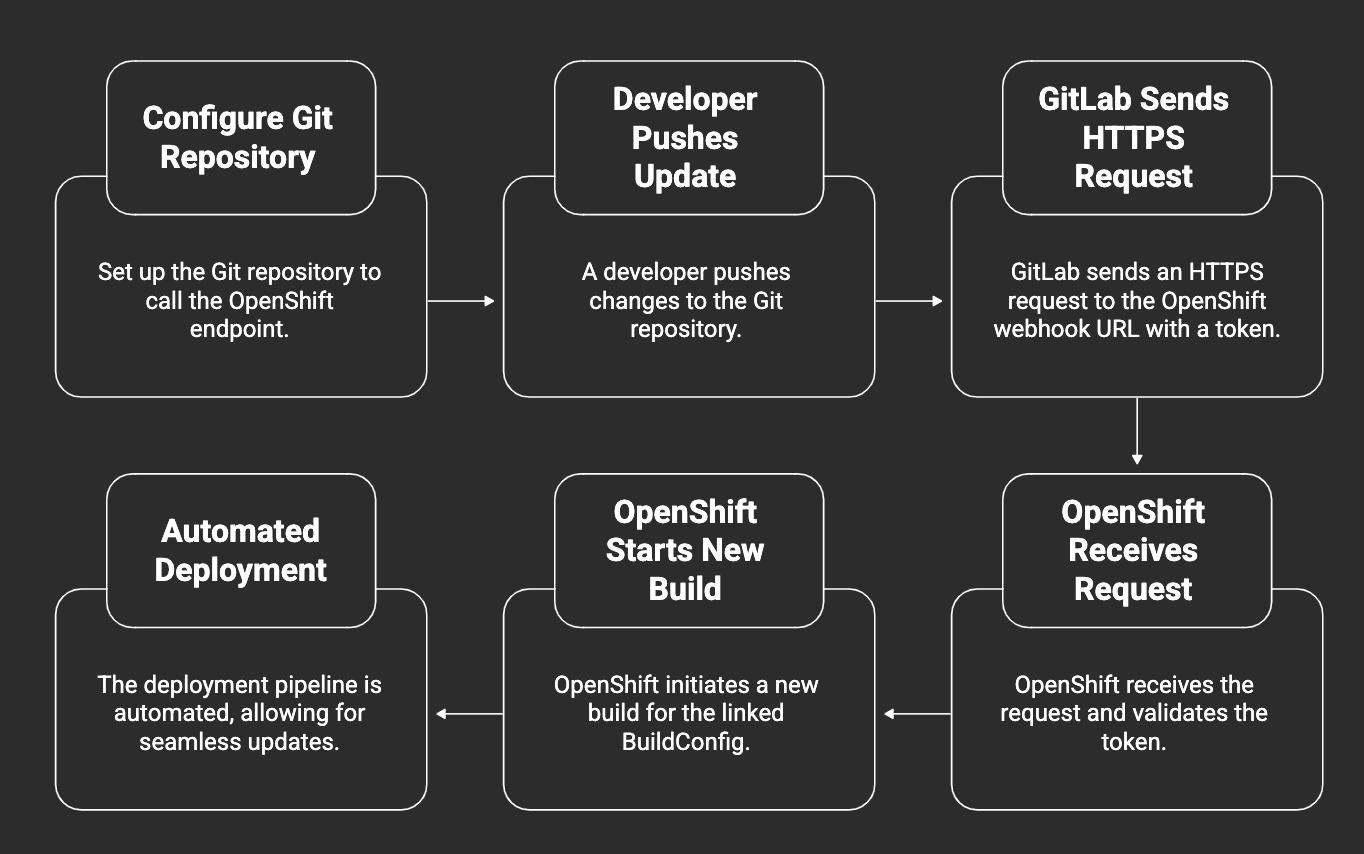 Configure Git
Repository
Set up the Git repository to
call the OpenShift
endpoint.
Developer
Pushes
Update
A developer pushes
changes to the Git
repository.
GitLab Sends
HTTPS
Request
GitLab sends an HTTPS
request to the OpenShift
webhook URL with a token.
OpenShift
Receives
Request
OpenShift receives the
request and validates the
token.
OpenShift
Starts New
Build
OpenShift initiates a new
build for the linked
BuildConfig.
Automated
Deployment
The deployment pipeline is
automated, allowing for
seamless updates.